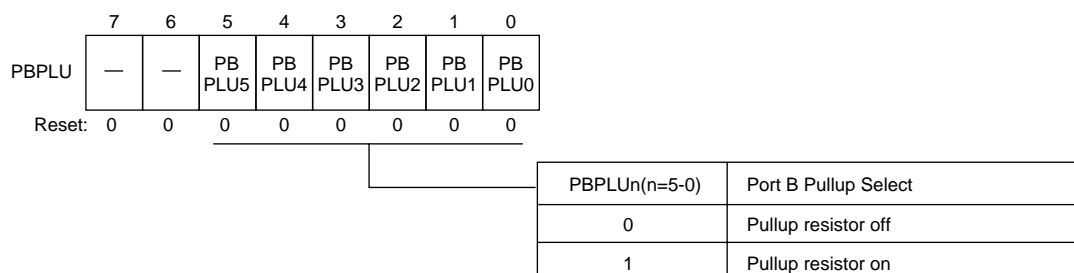 7 6 5 4 3 2 1 0
PBPLU — — PB PLU5 PB PLU4 PB PLU3 PB PLU2 PB PLU1 PB PLU0
Reset: 0 0 0 0 0 0 0 0
PBPLUn(n=5-0) Port B Pullup Select
0 Pullup resistor off
1 Pullup resistor on